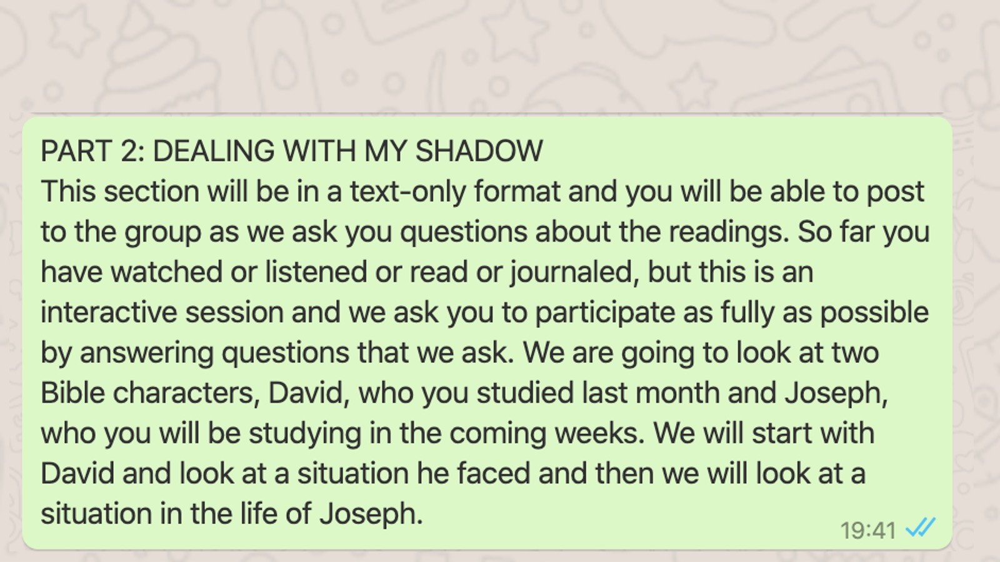 PART 2: DEALING WITH MY SHADOW
This section will be in a text-only format and you will be able to post
to the group as we ask you questions about the readings. So far you
have watched or listened or read or journaled, but this is an
interactive session and we ask you to participate as fully as possible
by answering questions that we ask. We are going to look at two
Bible characters, David, who you studied last month and Joseph,
who you will be studying in the coming weeks. We will start with
David and look at a situation he faced and then we will look at a
situation in the life of Joseph.
19:41